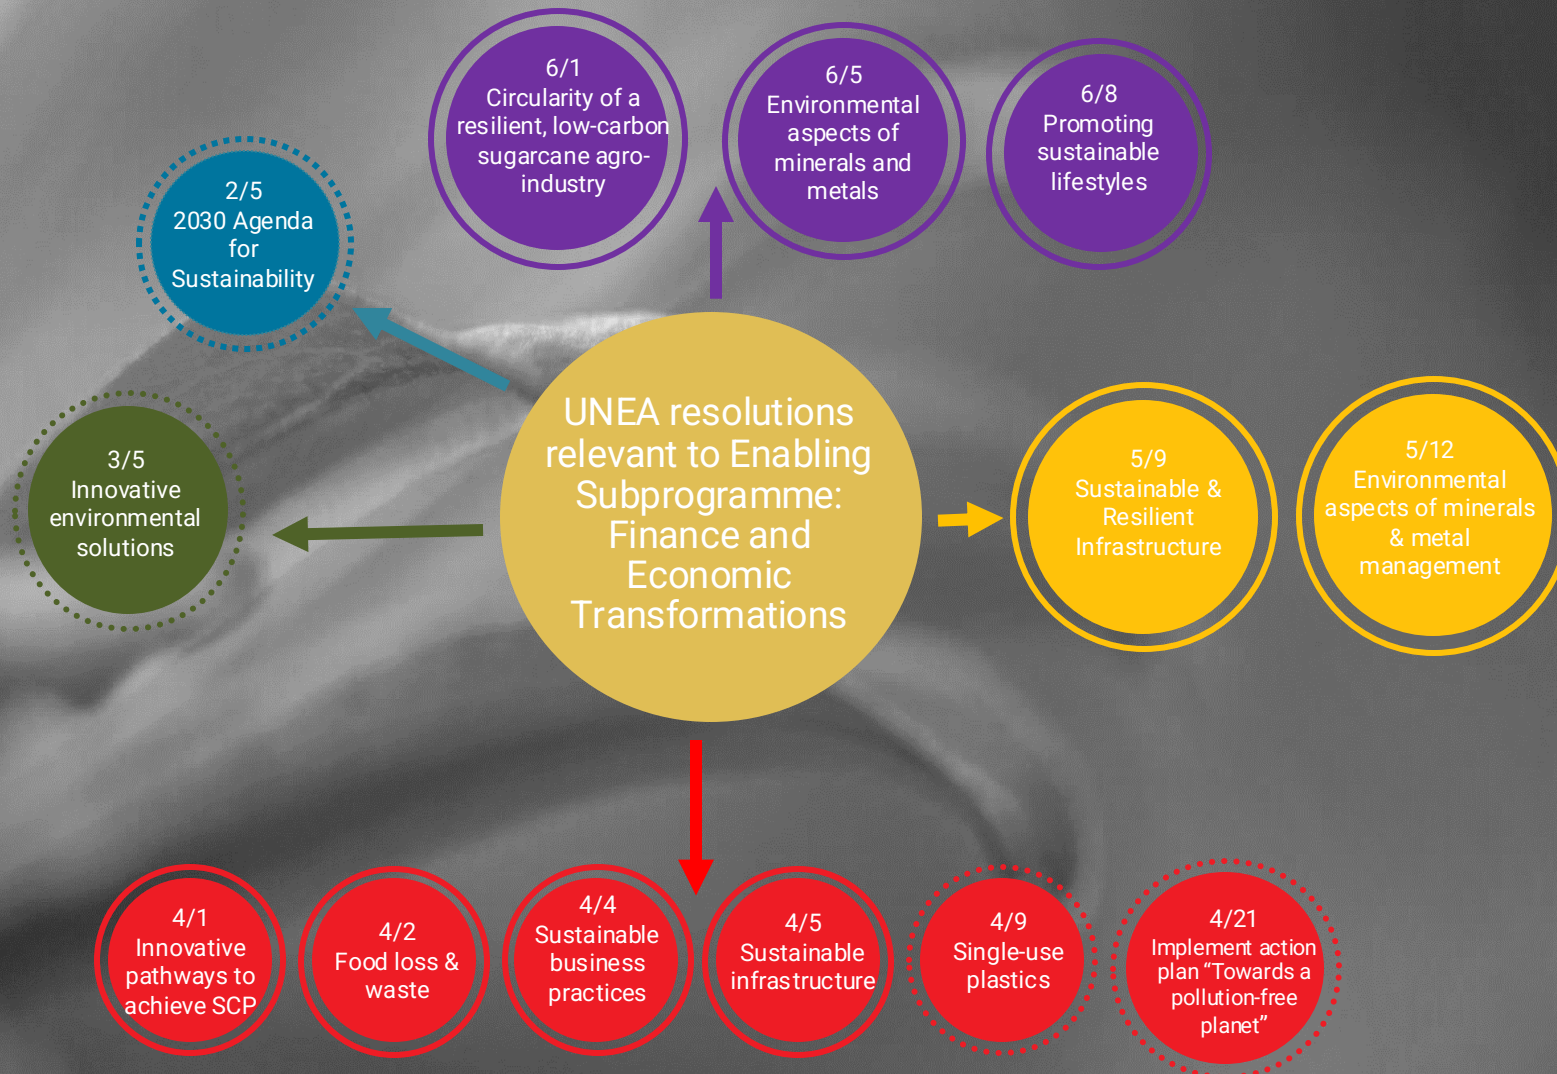 6/1
Circularity of a
resilient, low-carbon
sugarcane agro-
industry
6/5
Environmental
aspects of
minerals and
metals
6/8
Promoting
sustainable
lifestyles
2/5
2030 Agenda
for
Sustainability
3/5
Innovative
environmental
solutions
UNEA resolutions
relevant to Enabling
Subprogramme:
Finance and
Economic
Transformations
5/9
Sustainable &
Resilient
Infrastructure
5/12
Environmental
aspects of minerals
& metal
management
4/1
Innovative
pathways to
achieve SCP
4/2
Food loss &
waste
4/4
Sustainable
business
practices
4/5
Sustainable
infrastructure
4/9
Single-use
plastics
4/21
Implement action
plan “Towards a
pollution-free
planet”